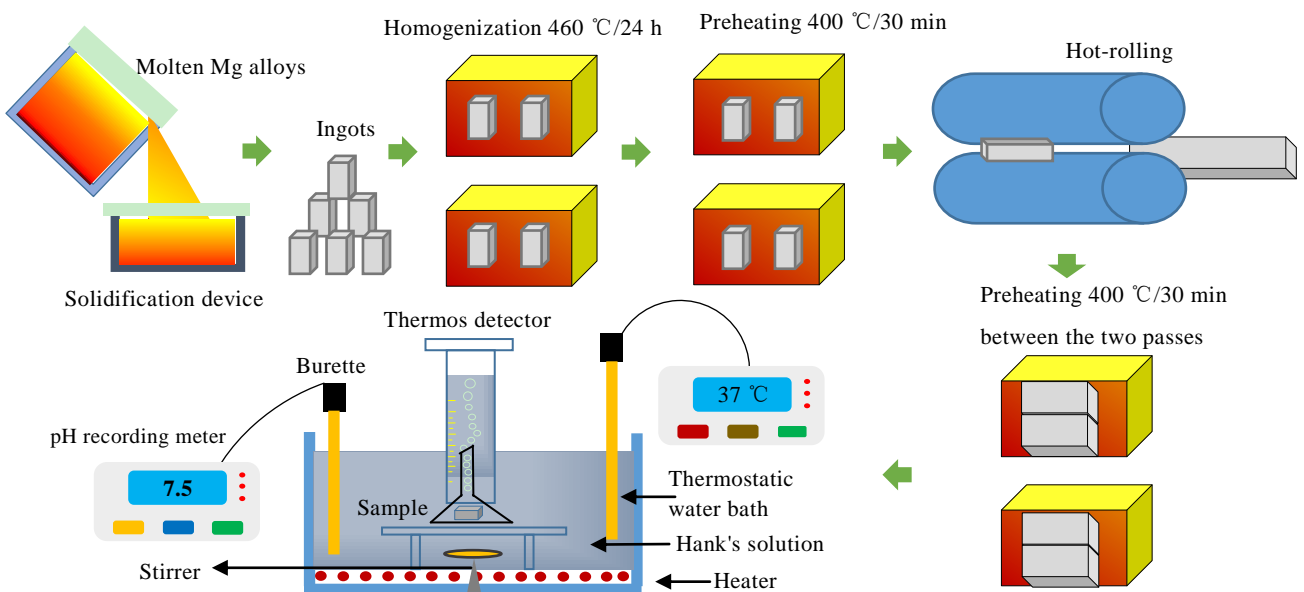 Homogenization 460 ℃/24 h
Preheating 400 ℃/30 min
Molten Mg alloys
Hot-rolling
Ingots
Solidification device
Preheating 400 ℃/30 min
between the two passes
Thermos detector
Burette
37 ℃
pH recording meter
7.5
Sample
Thermostatic
water bath
Hank's solution
Stirrer
Heater